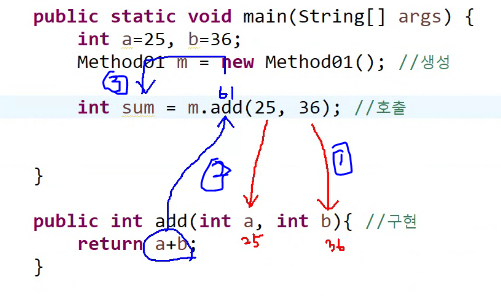 public static void main(String[] args) {
int a=25, b=36;
Method01 m = new Method01(); //생성
③ 61
int sum = m.add(25, 36); //호출
② ①
}
public int add(int a, int b){ //구현
return a+b; 25 36
}